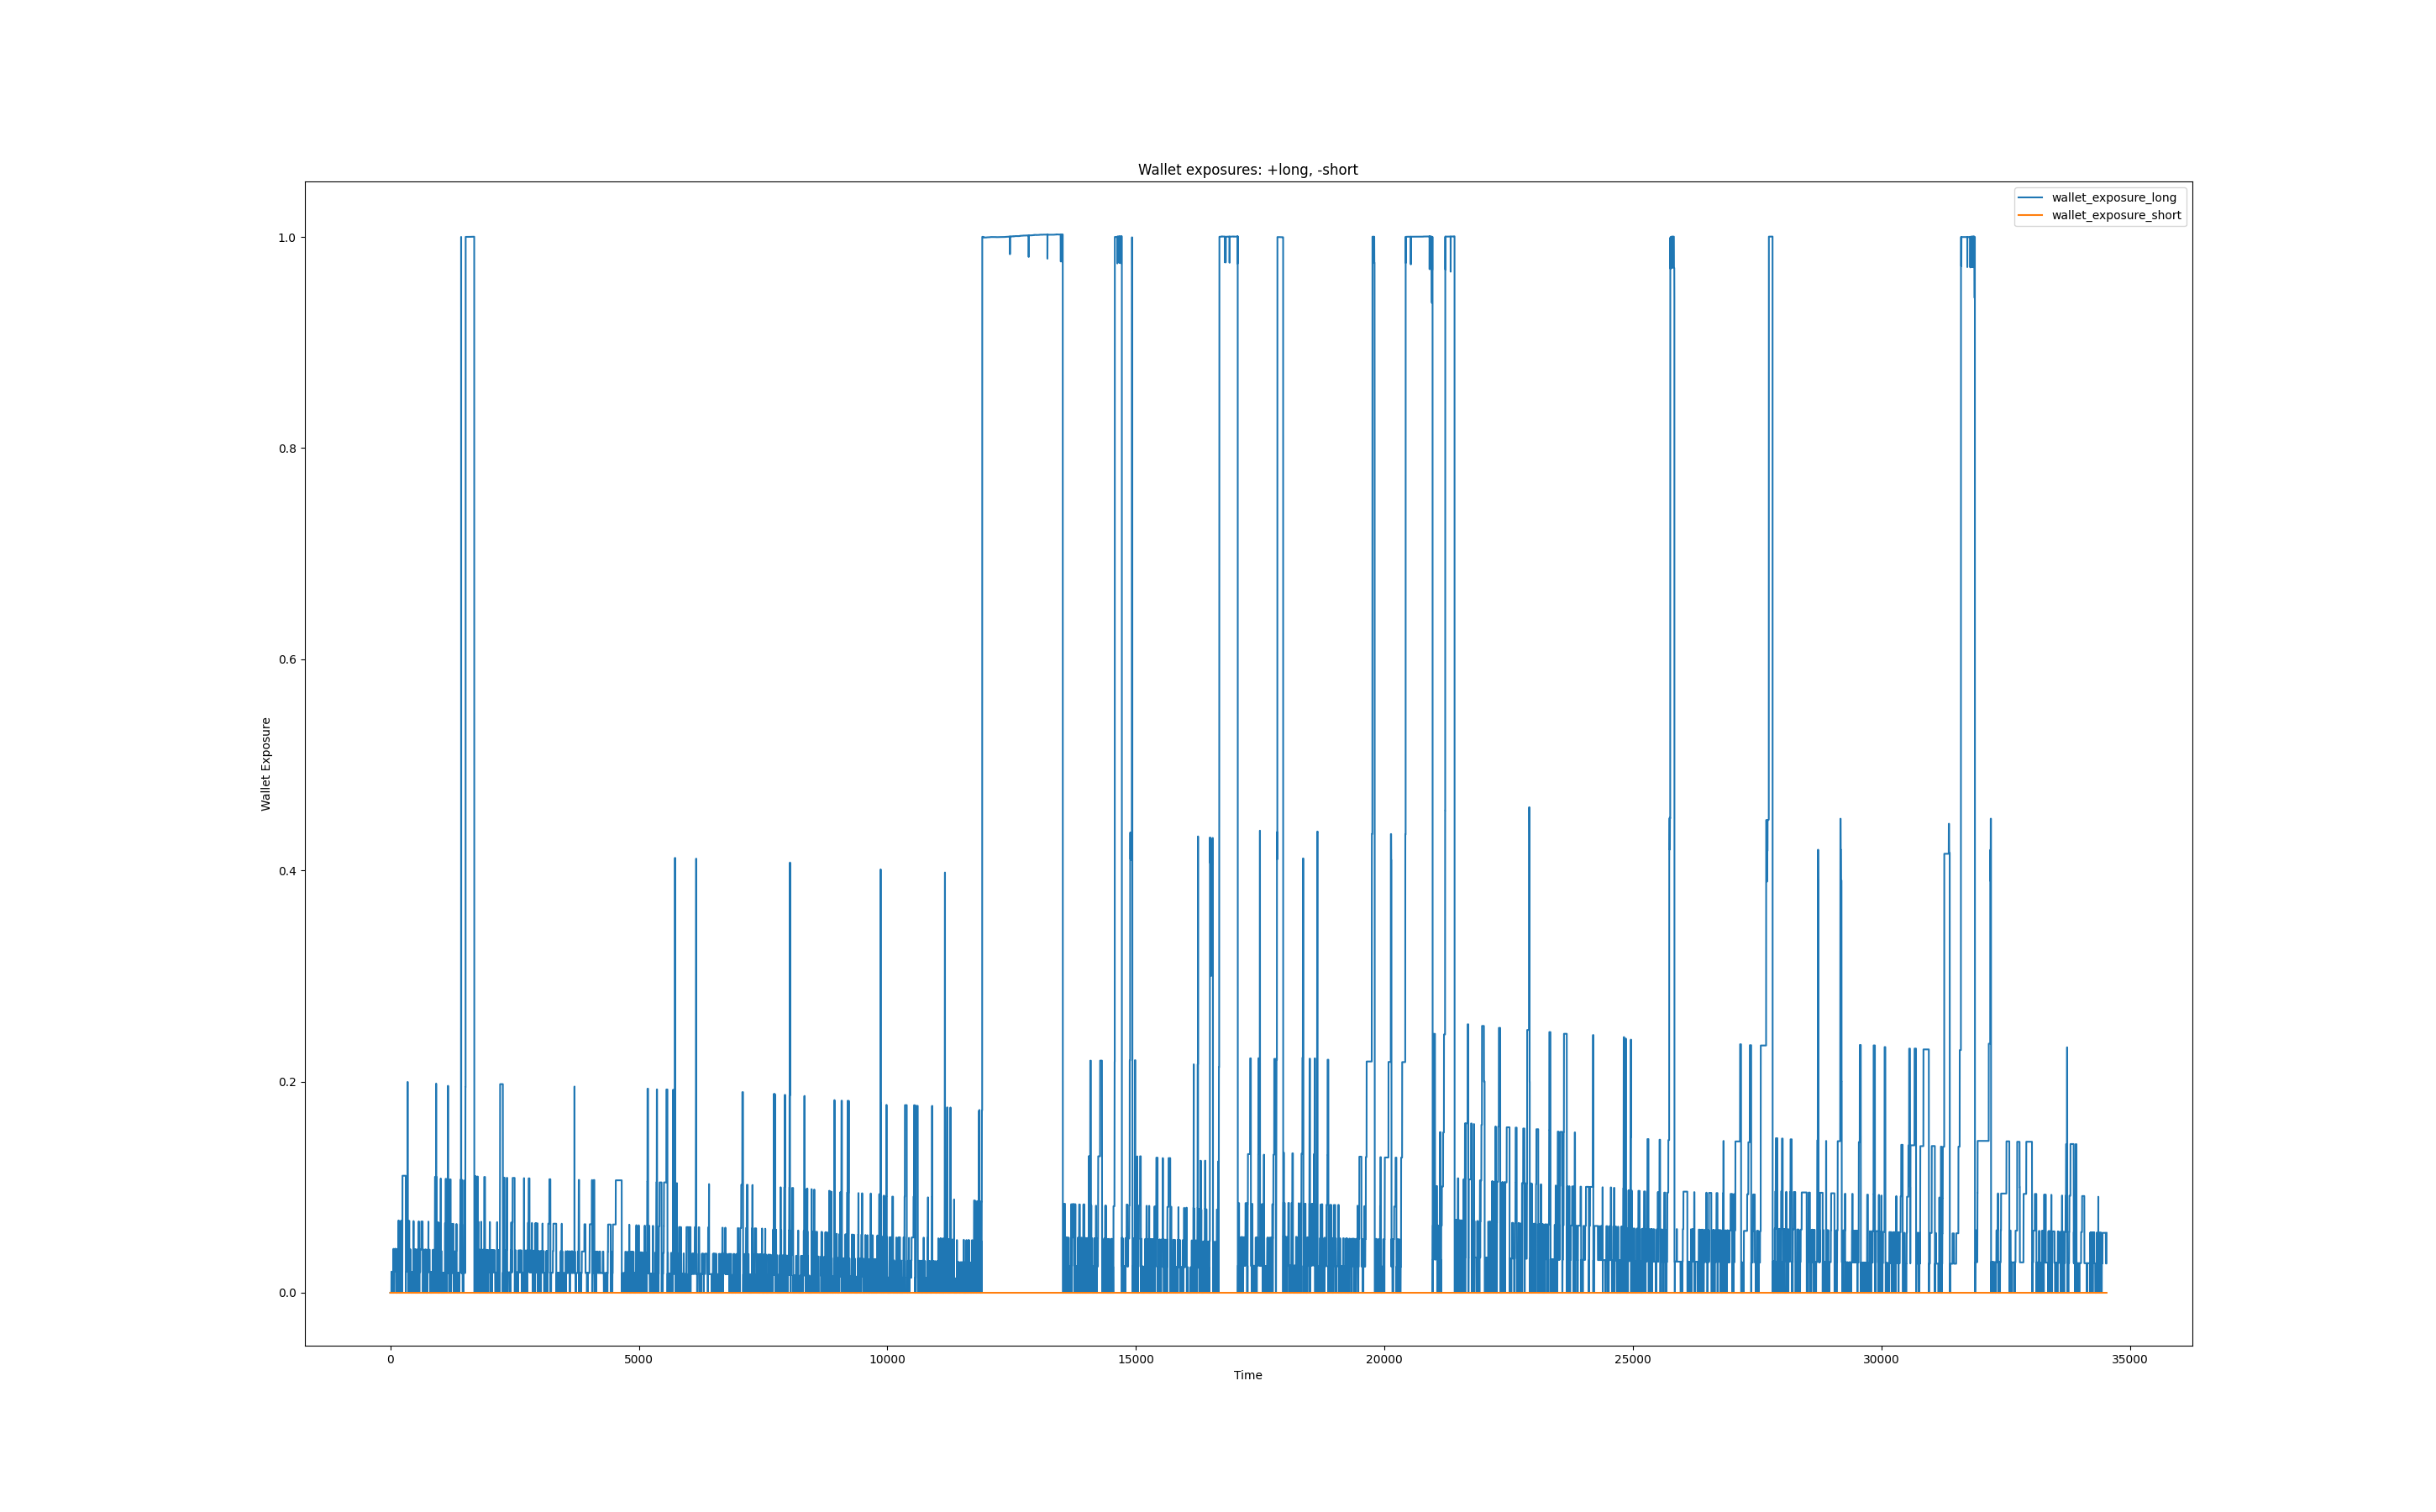 Wallet exposures: +long, -short
wallet_exposure_long
wallet_exposure_short
1.0
0.8
0.6
0.4
0.2
0.0
Wallet Exposure
0 5000 10000 15000 20000 25000 30000 35000
Time